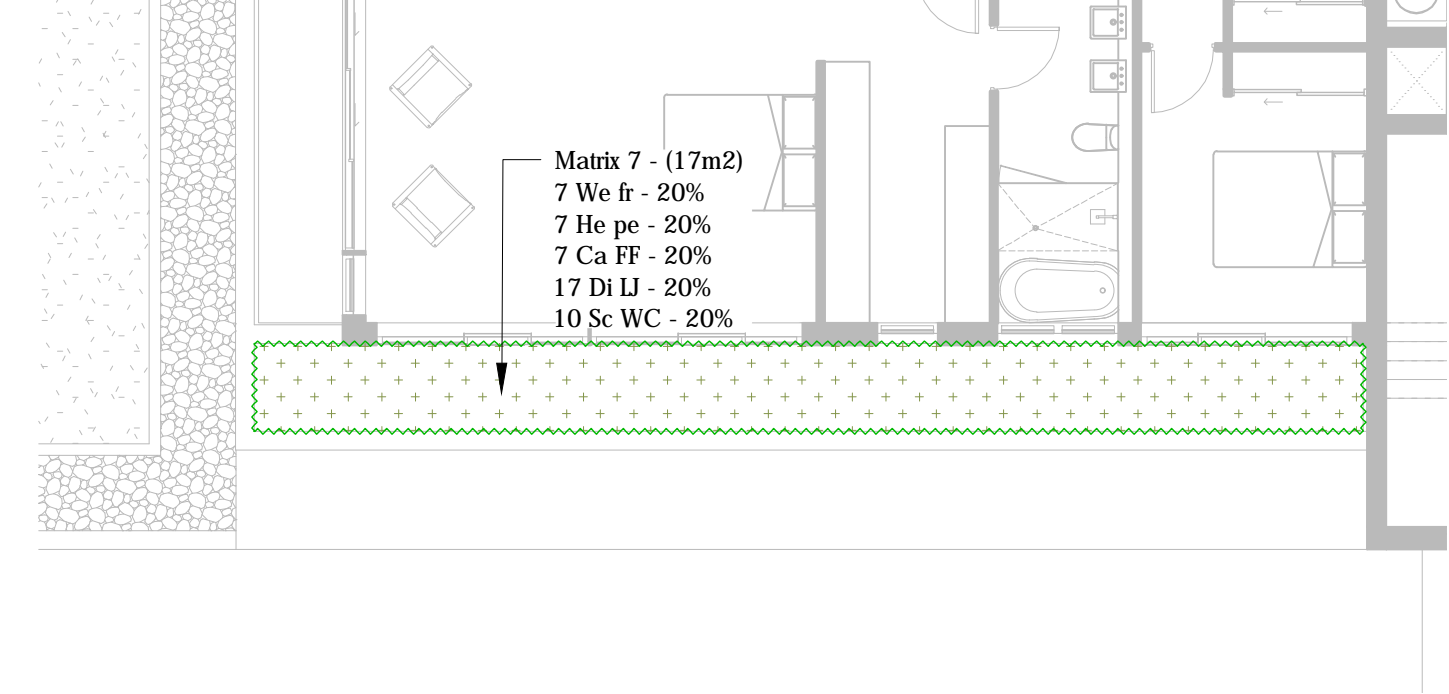 Matrix 7 - (17m2)
7 We fr - 20%
7 He pe - 20%
7 Ca FF - 20%
17 Di LJ - 20%
10 Sc WC - 20%